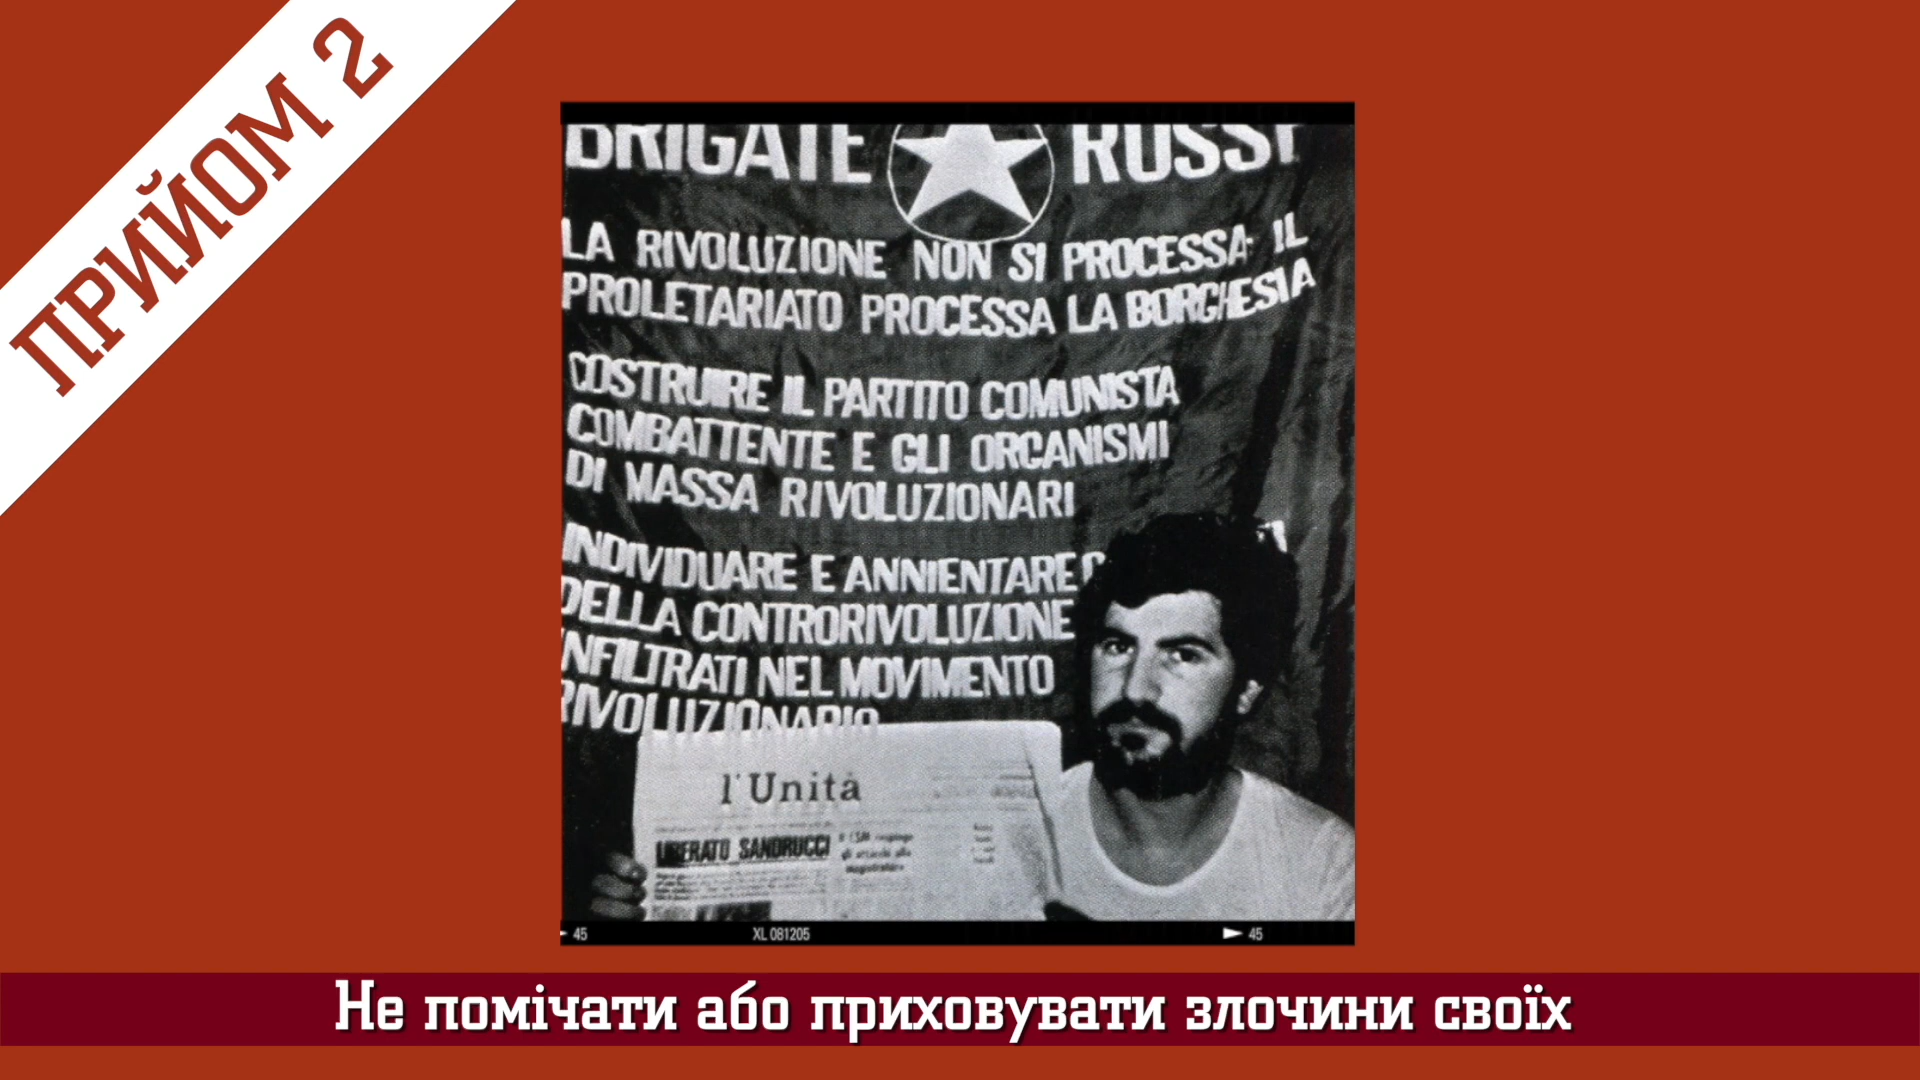 ПРИЙОМ 2
BRIGATE ROSSE
LA RIVOLUZIONE NON SI PROCESSA· IL
PROLETARIATO PROCESSA LA BORGHESIA
COSTRUIRE IL PARTITO COMUNISTA
COMBATTENTE E GLI ORGANISMI
DI MASSA RIVOLUZIONARI
INDIVIDUARE E ANNIENTARE
DELLA CONTRORIVOLUZIONE
INFILTRATI NEL MOVIMENTO
RIVOLUZIONARIO
l'Unità
LIBERATO SANDRUCCI
45 XL 081205 45
Не помічати або приховувати злочини своїх